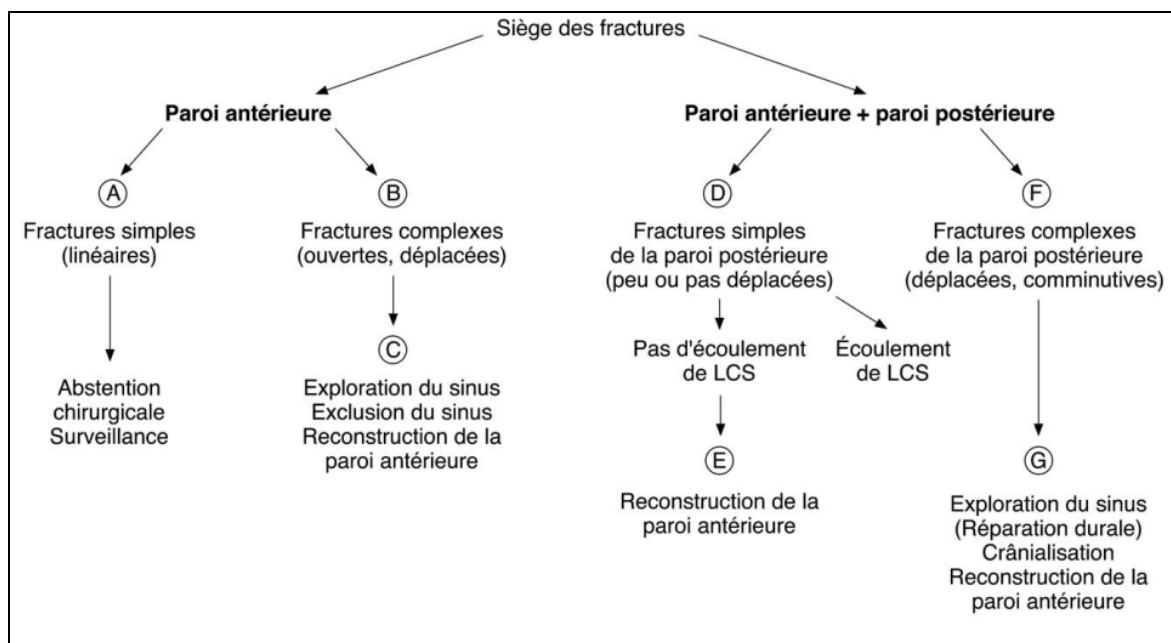 Siège des fractures
Paroi antérieure
Paroi antérieure + paroi postérieure
A
B
D
F
Fractures simples
(linéaires)
Fractures complexes
(ouvertes, déplacées)
Fractures simples
de la paroi postérieure
(peu ou pas déplacées)
Fractures complexes
de la paroi postérieure
(déplacées, comminutives)
C
Pas d'écoulement
de LCS
Écoulement
de LCS
Abstention
chirurgicale
Surveillance
Exploration du sinus
Exclusion du sinus
Reconstruction de la
paroi antérieure
E
G
Reconstruction de la
paroi antérieure
Exploration du sinus
(Réparation durale)
Crânialisation
Reconstruction de la
paroi antérieure